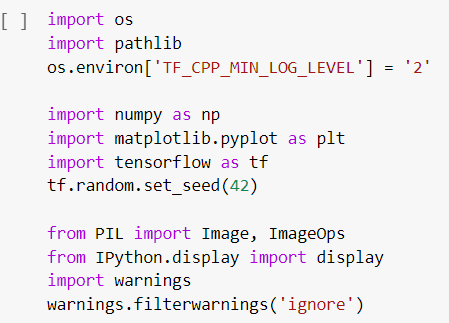 [ ] import os
import pathlib
os.environ['TF_CPP_MIN_LOG_LEVEL'] = '2'
import numpy as np
import matplotlib.pyplot as plt
import tensorflow as tf
tf.random.set_seed(42)
from PIL import Image, ImageOps
from IPython.display import display
import warnings
warnings.filterwarnings('ignore')